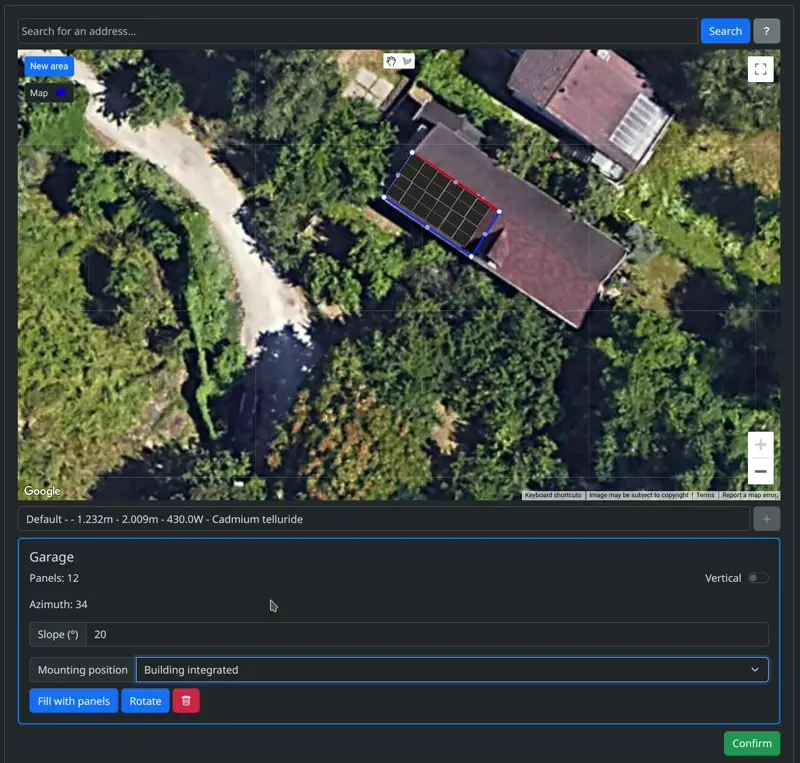 Search for an address...
Search
?
New area
Map
Google
Keyboard shortcuts
Image may be subject to copyright
Terms
Report a map error
Default - - 1.232m - 2.009m - 430.0W - Cadmium telluride
+
Garage
Panels: 12
Vertical
Azimuth: 34
Slope (°)
20
Mounting position
Building integrated
Fill with panels
Rotate
Confirm